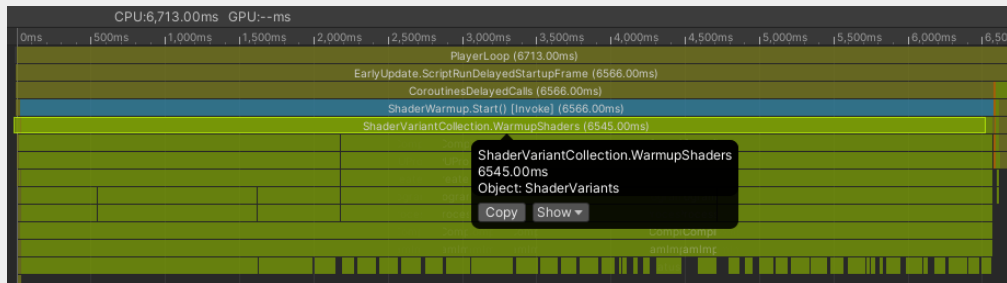 CPU:6,713.00ms GPU:--ms
0ms 500ms 1,000ms 1,500ms 2,000ms 2,500ms 3,000ms 3,500ms 4,000ms 4,500ms 5,000ms 5,500ms 6,000ms 6,50
PlayerLoop (6713.00ms)
EarlyUpdate.ScriptRunDelayedStartupFrame (6566.00ms)
CoroutinesDelayedCalls (6566.00ms)
ShaderWarmup.Start() [Invoke] (6566.00ms)
ShaderVariantCollection.WarmupShaders (6545.00ms)
ShaderVariantCollection.WarmupShaders
6545.00ms
Object: ShaderVariants
Copy Show